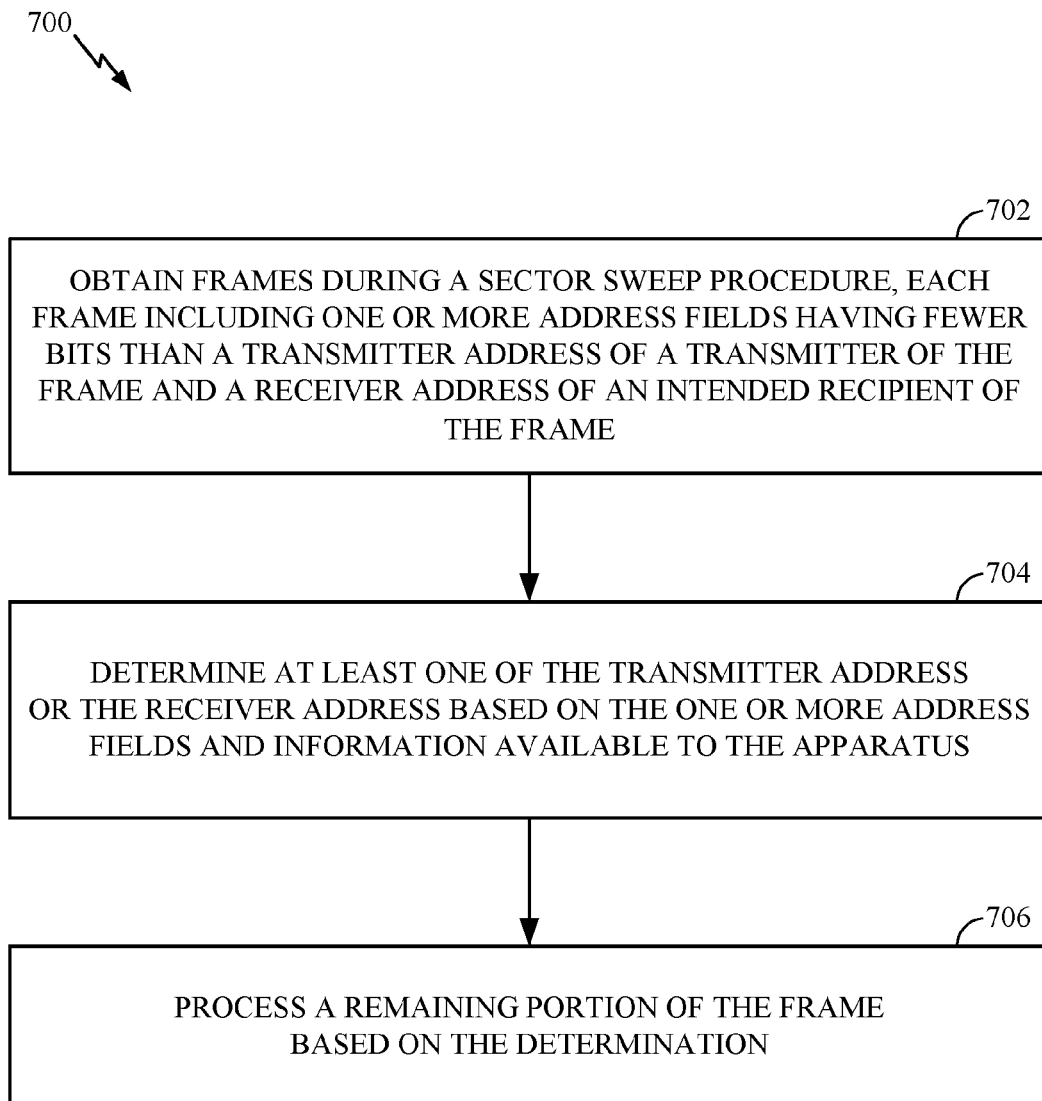 700
702
OBTAIN FRAMES DURING A SECTOR SWEEP PROCEDURE, EACH
FRAME INCLUDING ONE OR MORE ADDRESS FIELDS HAVING FEWER
BITS THAN A TRANSMITTER ADDRESS OF A TRANSMITTER OF THE
FRAME AND A RECEIVER ADDRESS OF AN INTENDED RECIPIENT OF
THE FRAME
704
DETERMINE AT LEAST ONE OF THE TRANSMITTER ADDRESS
OR THE RECEIVER ADDRESS BASED ON THE ONE OR MORE ADDRESS
FIELDS AND INFORMATION AVAILABLE TO THE APPARATUS
706
PROCESS A REMAINING PORTION OF THE FRAME
BASED ON THE DETERMINATION